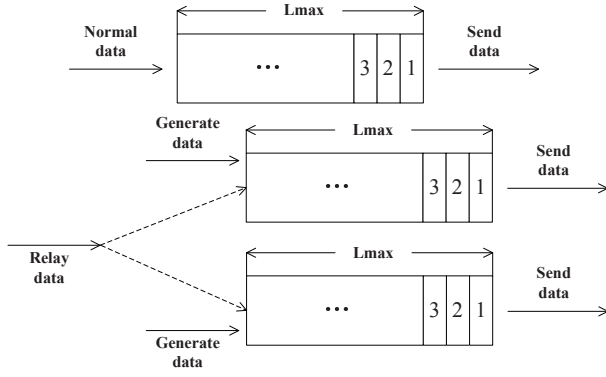 Lmax
Normal
data
Send
data
... 3 2 1
Generate
data
Lmax
Send
data
... 3 2 1
Relay
data
Lmax
Send
data
... 3 2 1
Generate
data